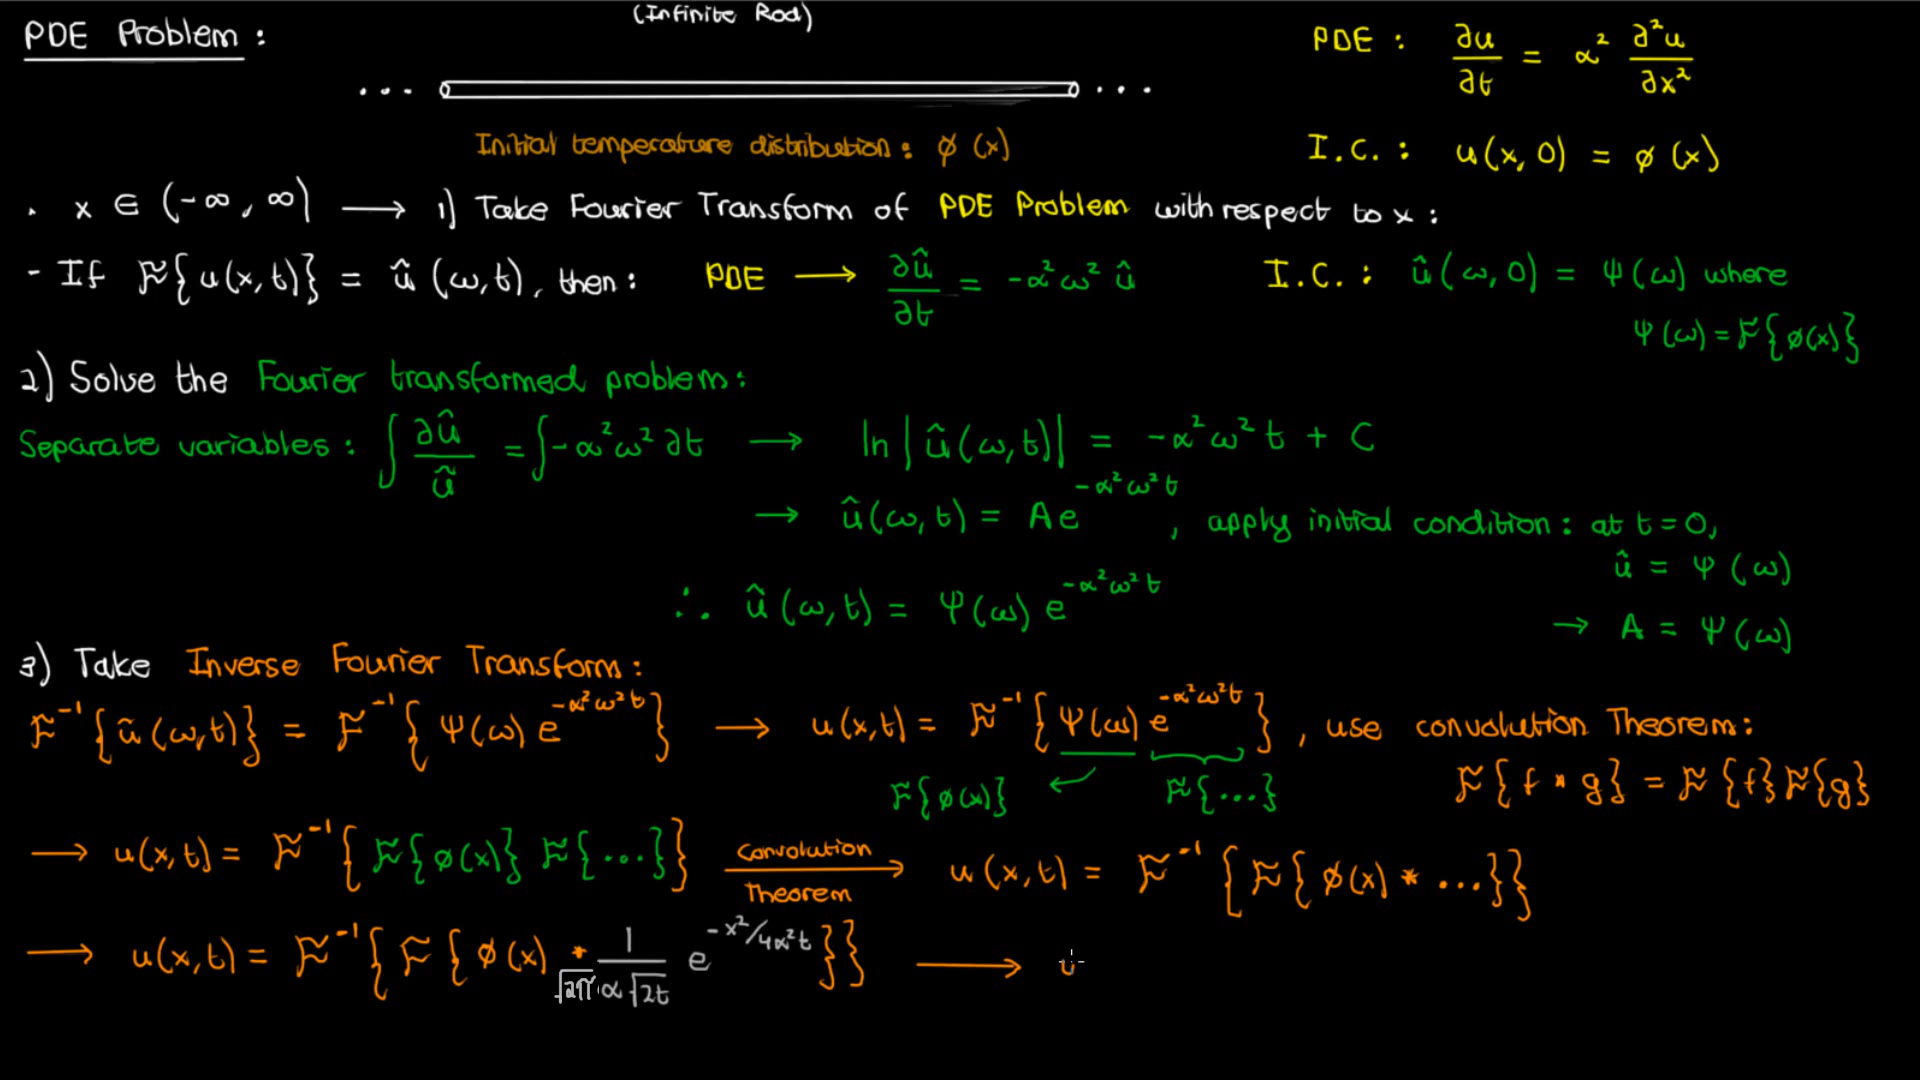 PDE Problem:
(Infinite Rod)
PDE: ∂u/∂t = α² ∂²u/∂x²
... ...
Initial temperature distribution: φ(x)
I.C.: u(x,0) = φ(x)
. x ∈ (-∞,∞) → 1) Take Fourier Transform of PDE Problem with respect to x:
- If F{u(x,t)} = û(ω,t), then: PDE → ∂û/∂t = -α²ω²û I.C.: û(ω,0) = Ψ(ω) where
Ψ(ω) = F{φ(x)}
2) Solve the Fourier transformed problem:
Separate variables: ∫ ∂û/û = ∫-α²ω² ∂t → ln|û(ω,t)| = -α²ω²t + C
→ û(ω,t) = Ae^(-α²ω²t), apply initial condition: at t=0,
û = Ψ(ω)
∴ û(ω,t) = Ψ(ω) e^(-α²ω²t)
→ A = Ψ(ω)
3) Take Inverse Fourier Transform:
F⁻¹{ũ(ω,t)} = F⁻¹{Ψ(ω) e^(-α²ω²t)} → u(x,t) = F⁻¹{Ψ(ω) e^(-α²ω²t)}, use convolution Theorem:
F{φ(x)} ← F{...} F{f * g} = F{f}F{g}
→ u(x,t) = F⁻¹{F{φ(x)} F{...}} Convolution Theorem → u(x,t) = F⁻¹{F{φ(x) * ...}}
→ u(x,t) = F⁻¹{F{φ(x) * 1/(√2π · α√2t) e^(-x²/4α²t)}} → u